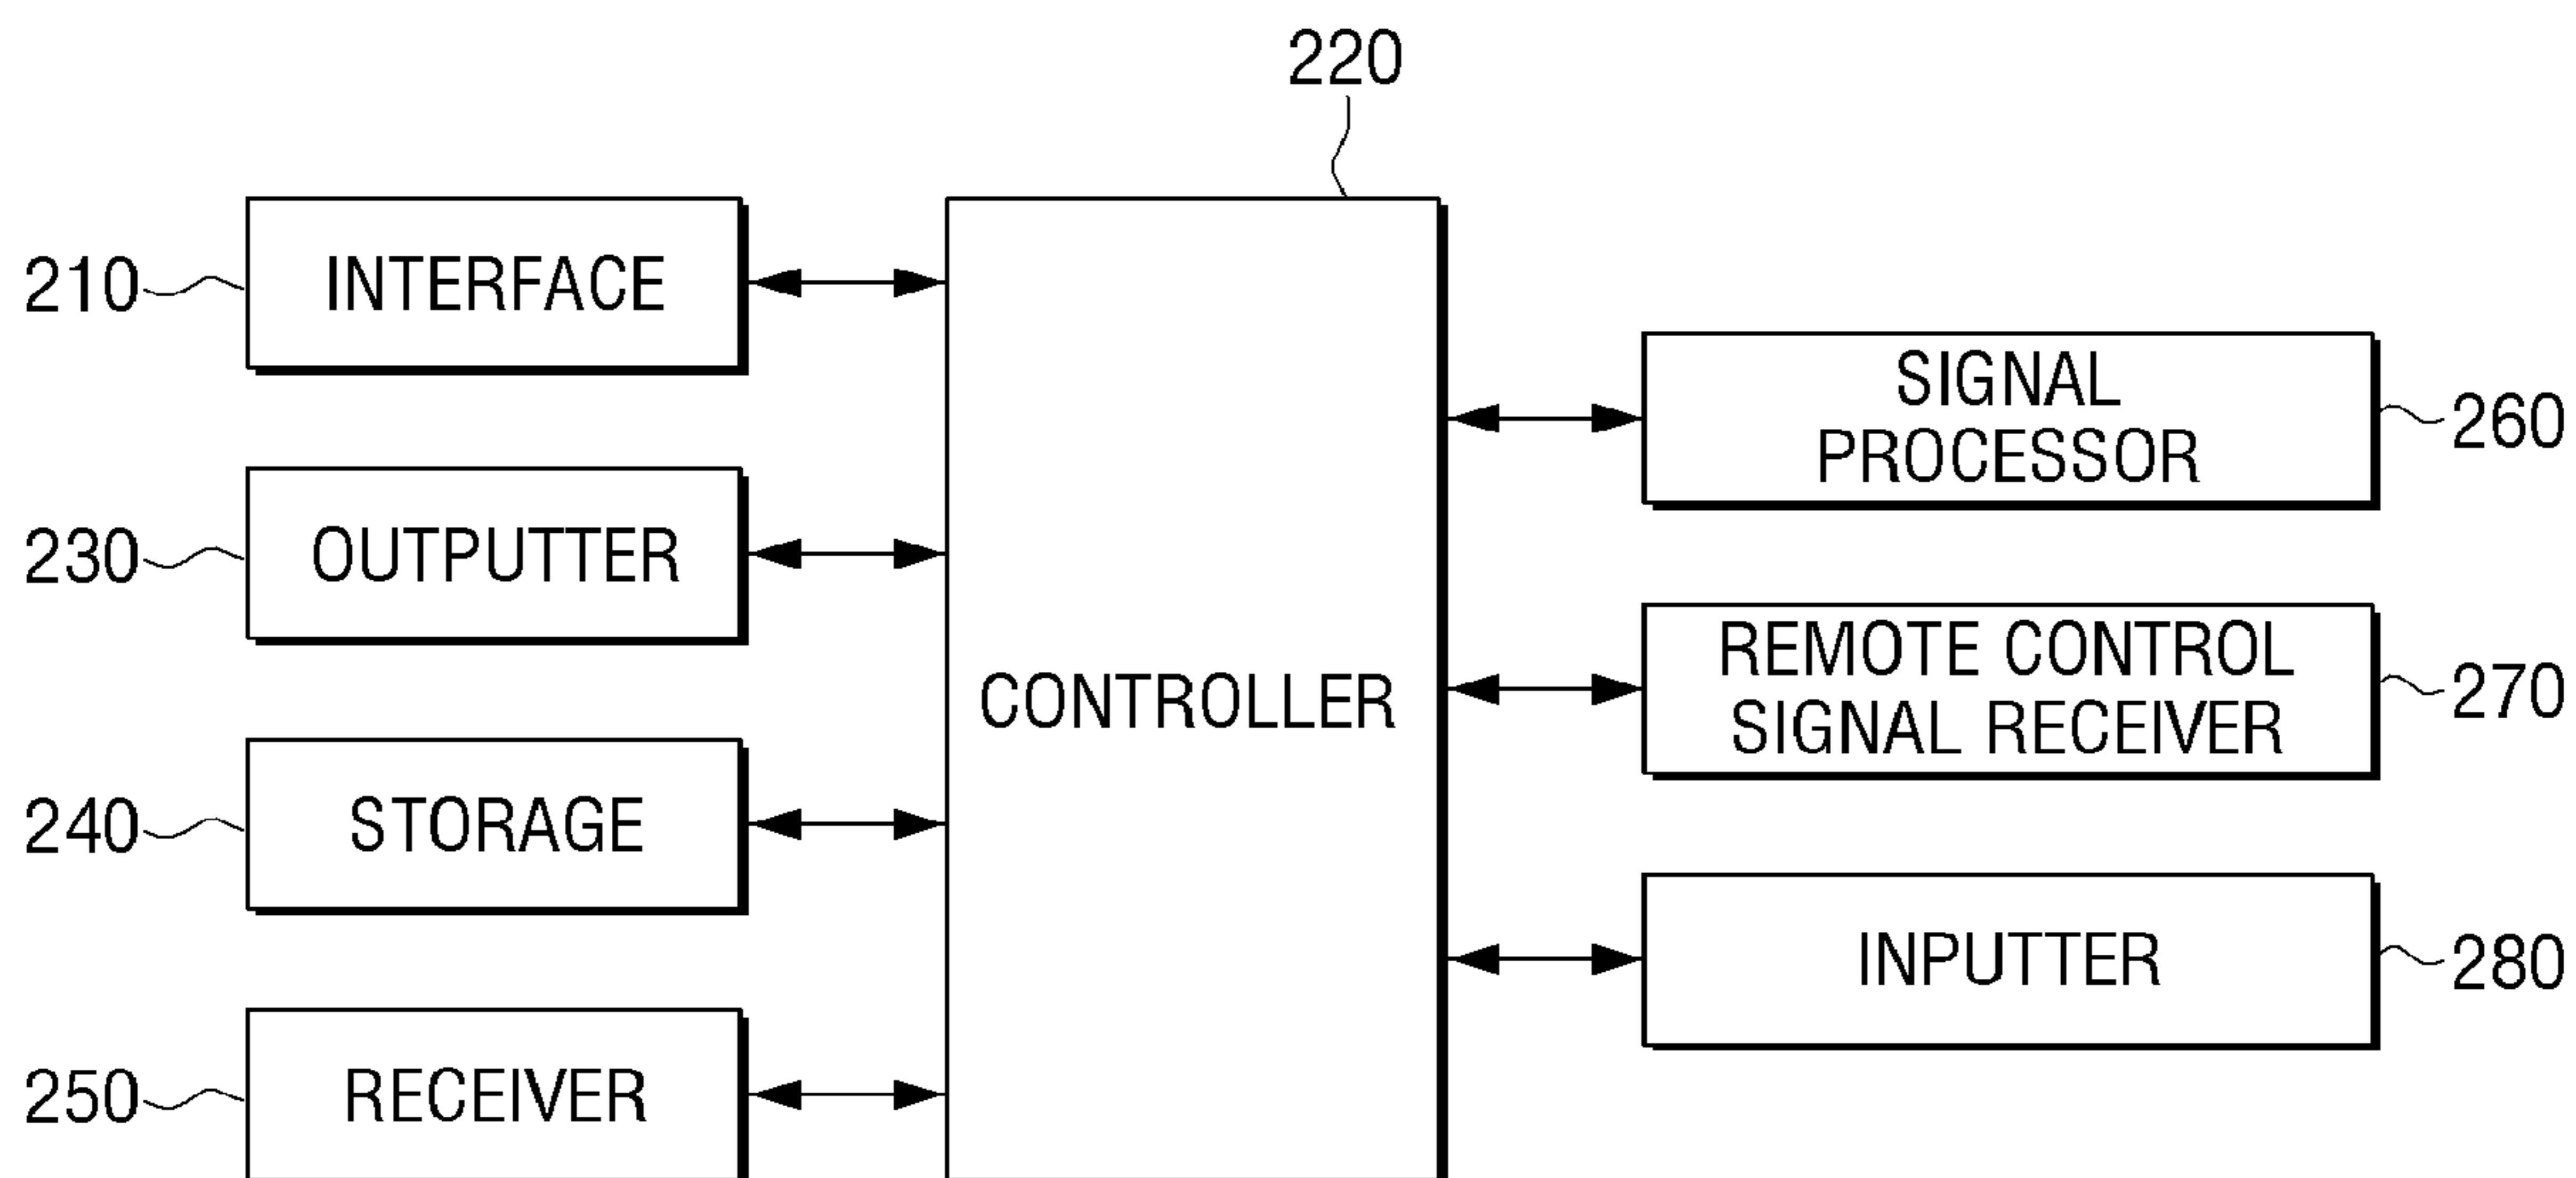 220
210
INTERFACE
SIGNAL
PROCESSOR
260
230
OUTPUTTER
REMOTE CONTROL
SIGNAL RECEIVER
270
CONTROLLER
240
STORAGE
INPUTTER
280
250
RECEIVER